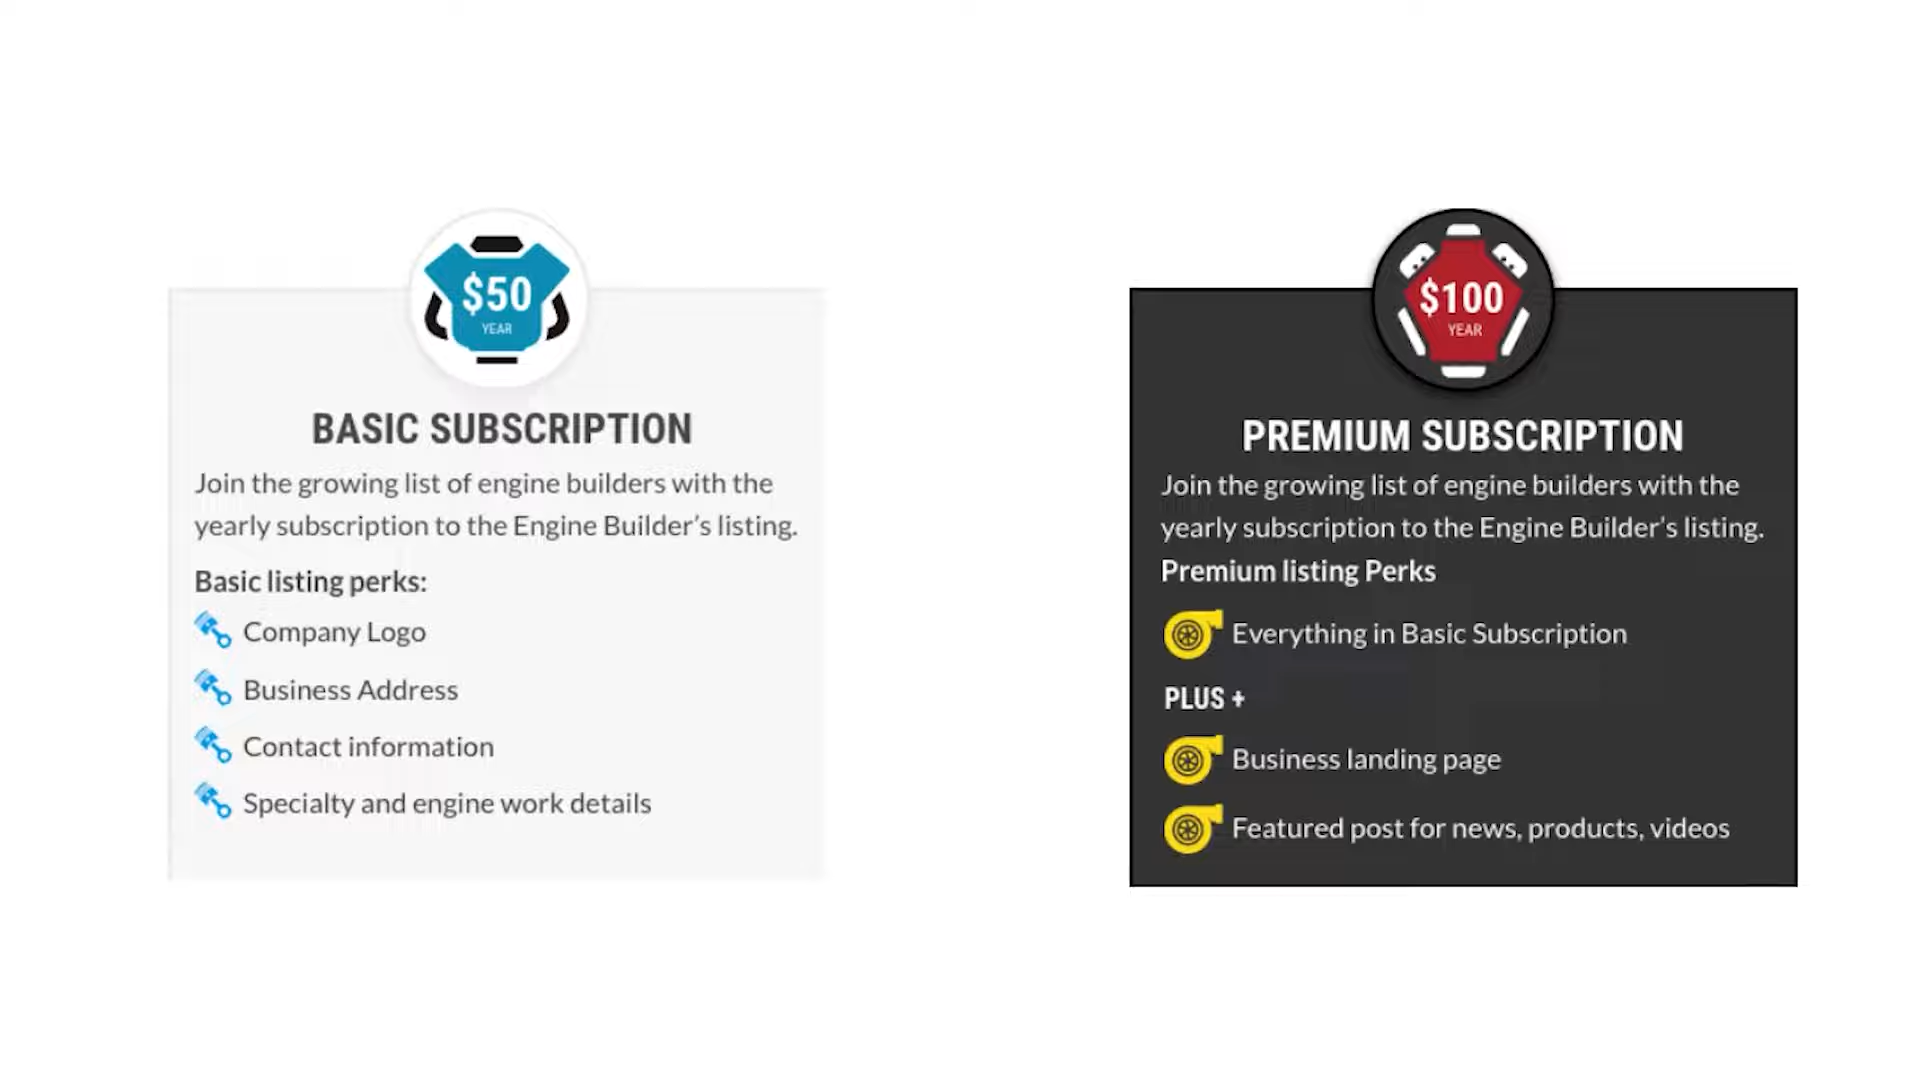 $50
YEAR
BASIC SUBSCRIPTION
Join the growing list of engine builders with the
yearly subscription to the Engine Builder’s listing.
Basic listing perks:
Company Logo
Business Address
Contact information
Specialty and engine work details
$100
YEAR
PREMIUM SUBSCRIPTION
Join the growing list of engine builders with the
yearly subscription to the Engine Builder’s listing.
Premium listing Perks
Everything in Basic Subscription
PLUS +
Business landing page
Featured post for news, products, videos